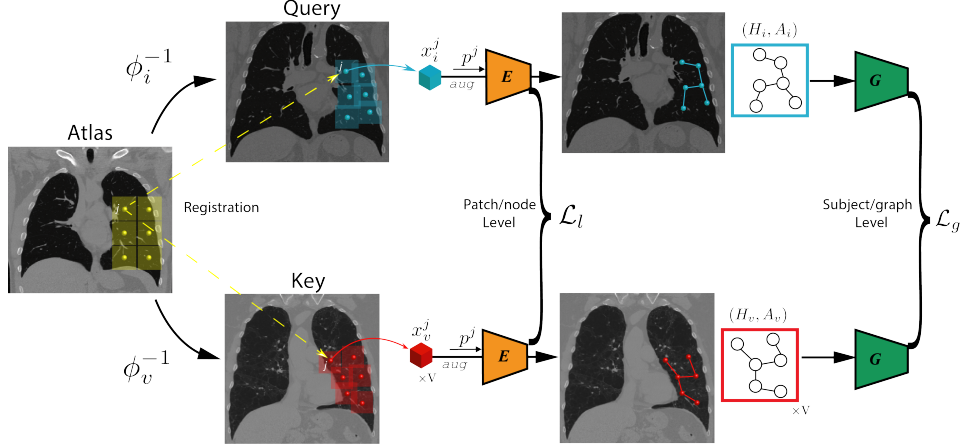 Query
ϕ_i^{-1}
j
x_i^j
p^j
aug
E
(H_i, A_i)
G
Atlas
j
Registration
Patch/node
Level
ℒ_l
Subject/graph
Level
ℒ_g
Key
ϕ_v^{-1}
j
x_v^j
×V
p^j
aug
E
(H_v, A_v)
×V
G